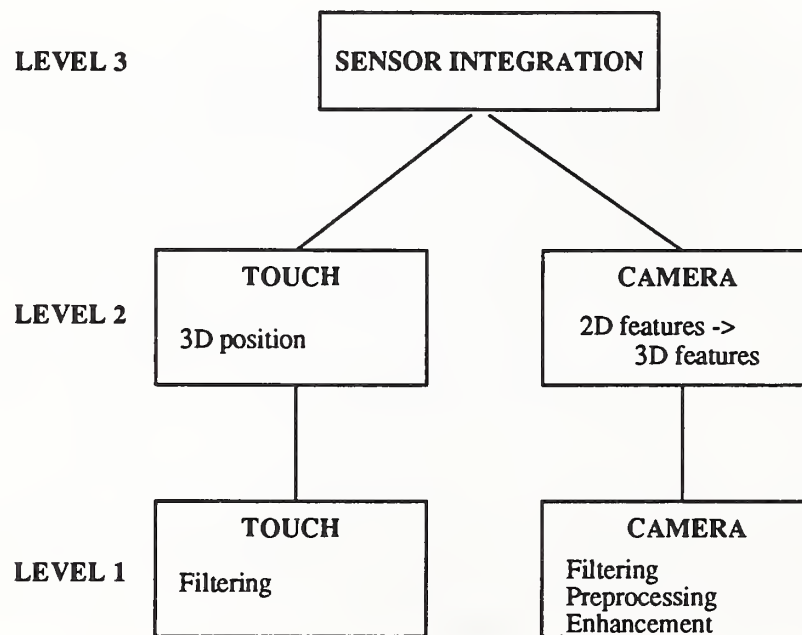 LEVEL 3
SENSOR INTEGRATION
LEVEL 2
TOUCH
3D position
CAMERA
2D features ->
3D features
LEVEL 1
TOUCH
Filtering
CAMERA
Filtering
Preprocessing
Enhancement